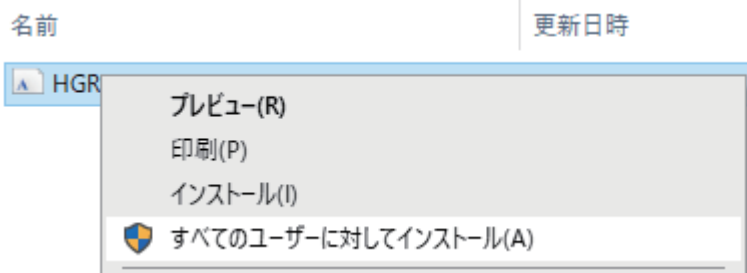 名前 更新日時
HGR
プレビュー(R)
印刷(P)
インストール(I)
すべてのユーザーに対してインストール(A)